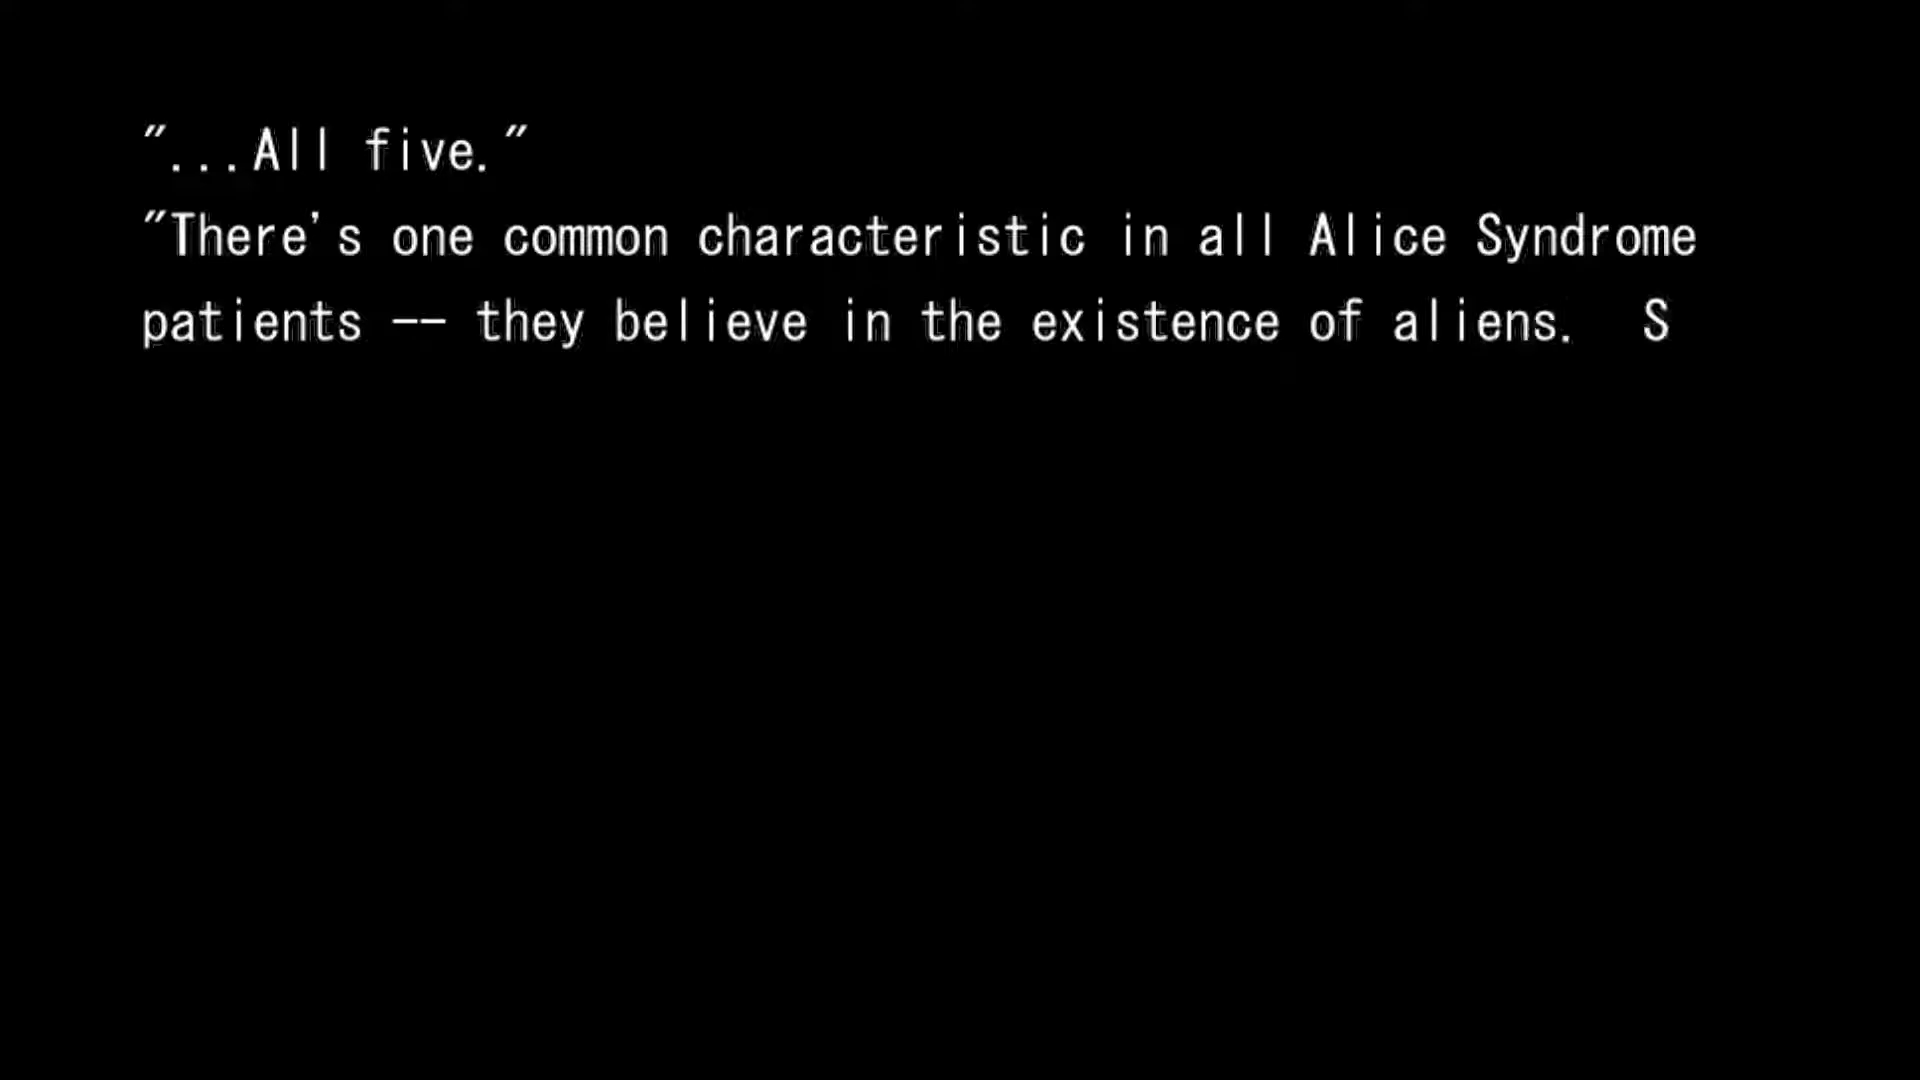 "...All five."
"There's one common characteristic in all Alice Syndrome
patients -- they believe in the existence of aliens.  S